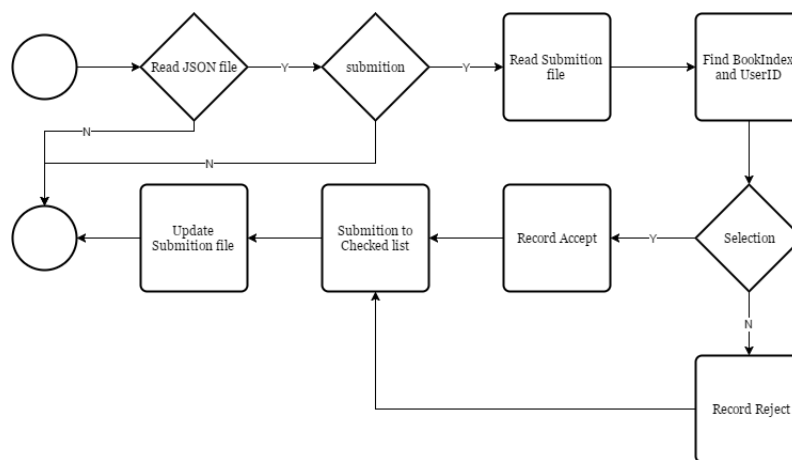 Read JSON file
Y
submition
Y
Read Submition
file
Find BookIndex
and UserID
N
N
Update
Submition file
Submition to
Checked list
Record Accept
Y
Selection
N
Record Reject